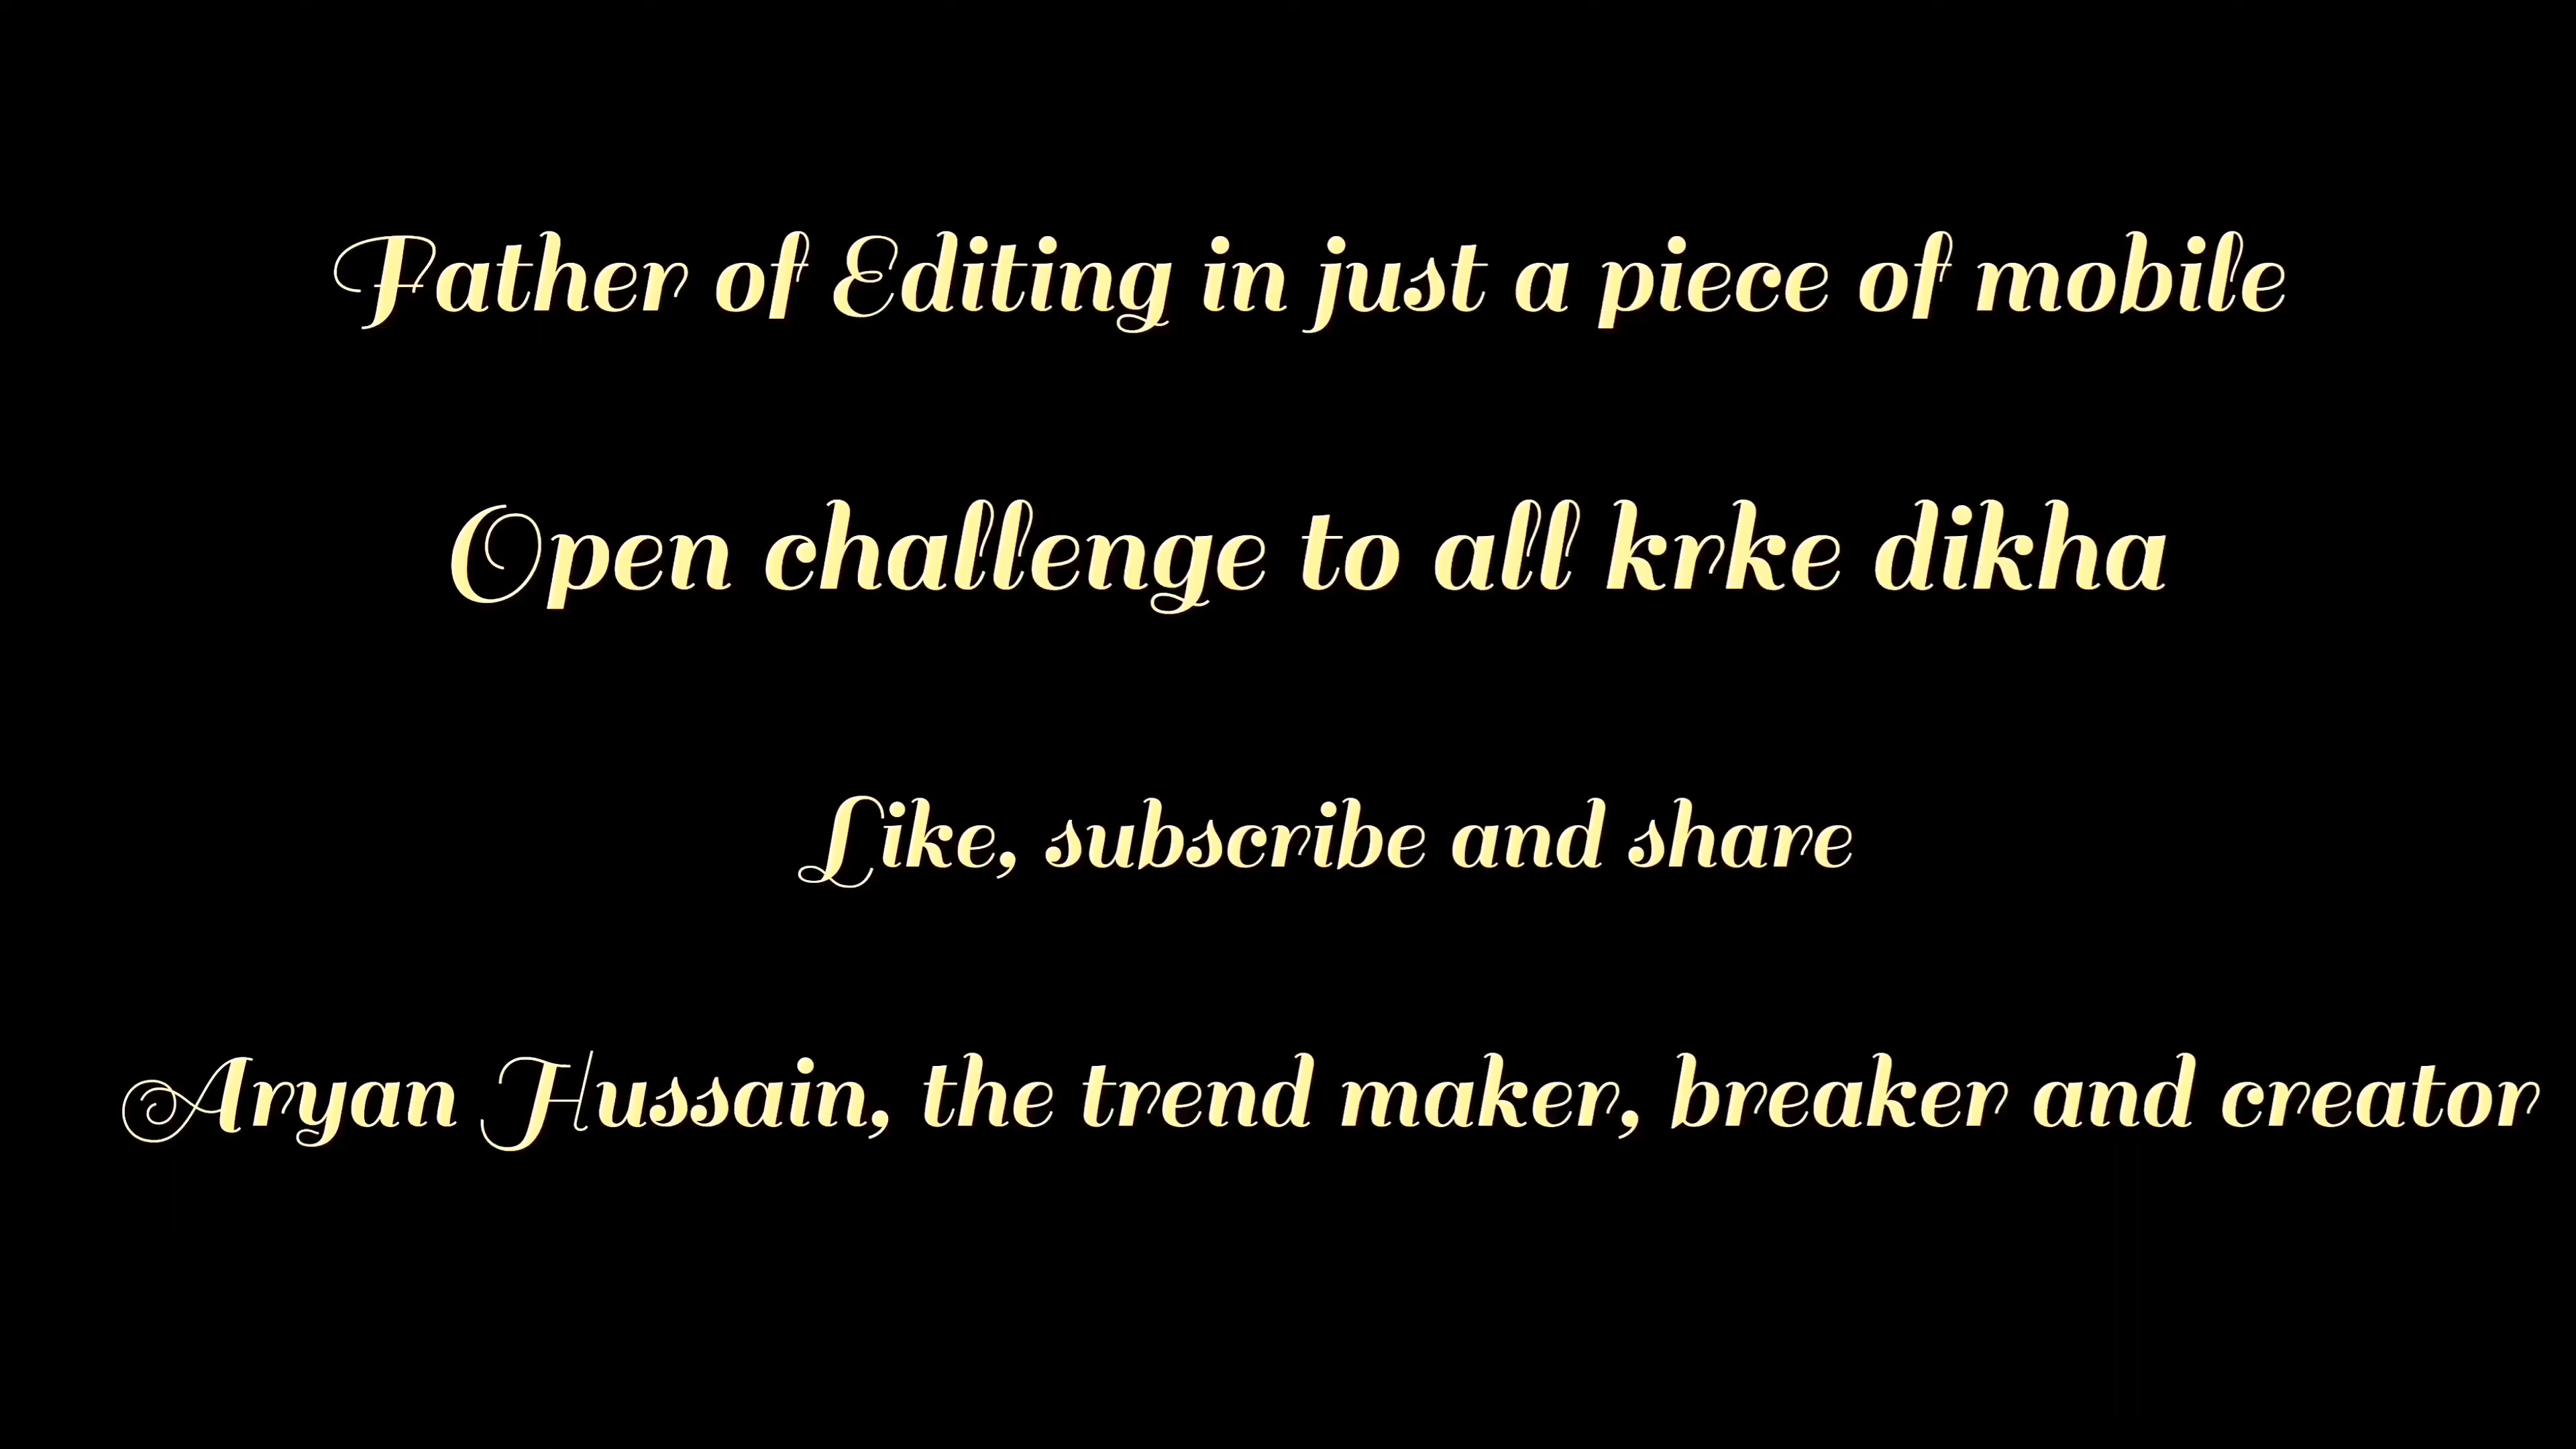 Father of Editing in just a piece of mobile
Open challenge to all krke dikha
Like, subscribe and share
Aryan Hussain, the trend maker, breaker and creator